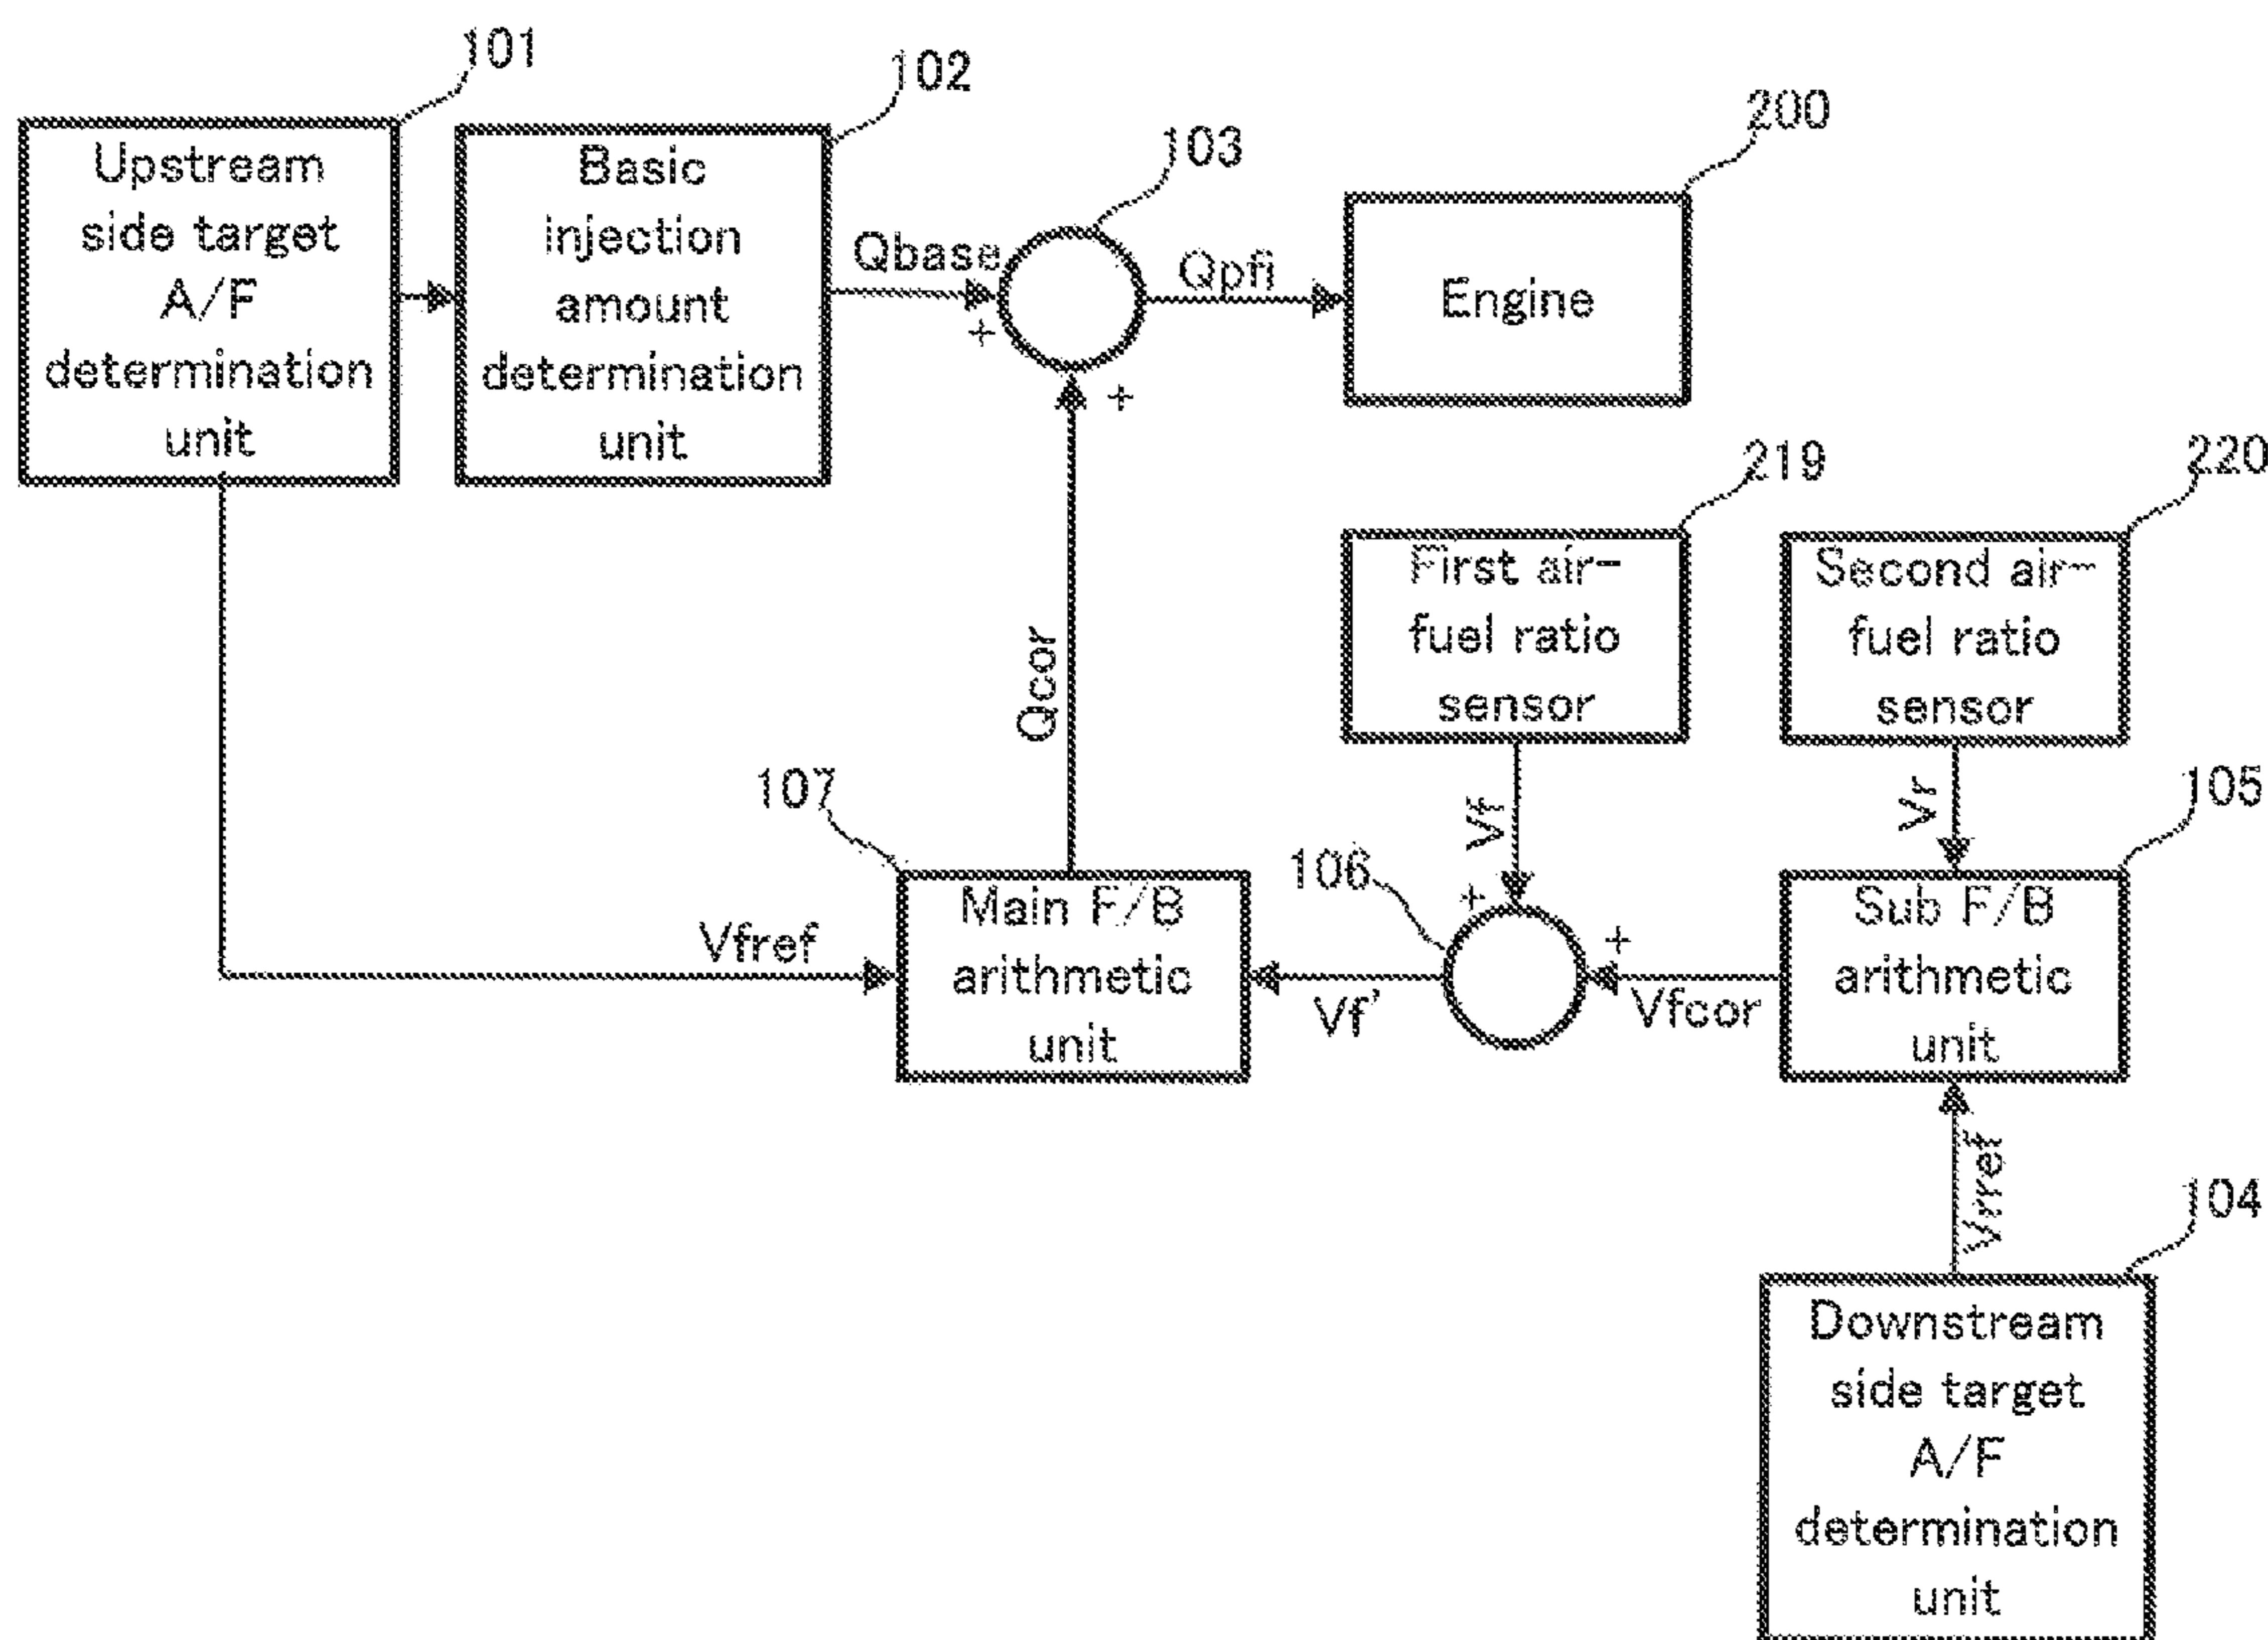 101
102
103
200
Upstream
side target
A/F
determination
unit
Basic
injection
amount
determination
unit
Qbase
+
+
Qpfi
Engine
219
220
First air-
fuel ratio
sensor
Second air-
fuel ratio
sensor
Qcor
Vf
Vr
107
106
105
Vfref
Main F/B
arithmetic
unit
Vf'
+
+
Vfcor
Sub F/B
arithmetic
unit
Vrref
104
Downstream
side target
A/F
determination
unit